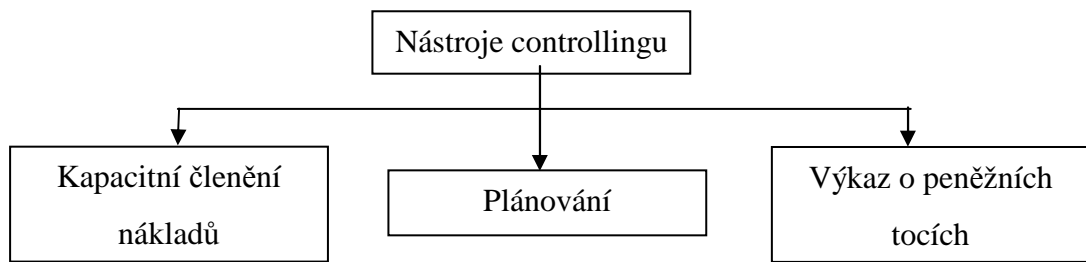 Nástroje controllingu
Kapacitní členění
nákladů
Plánování
Výkaz o peněžních
tocích